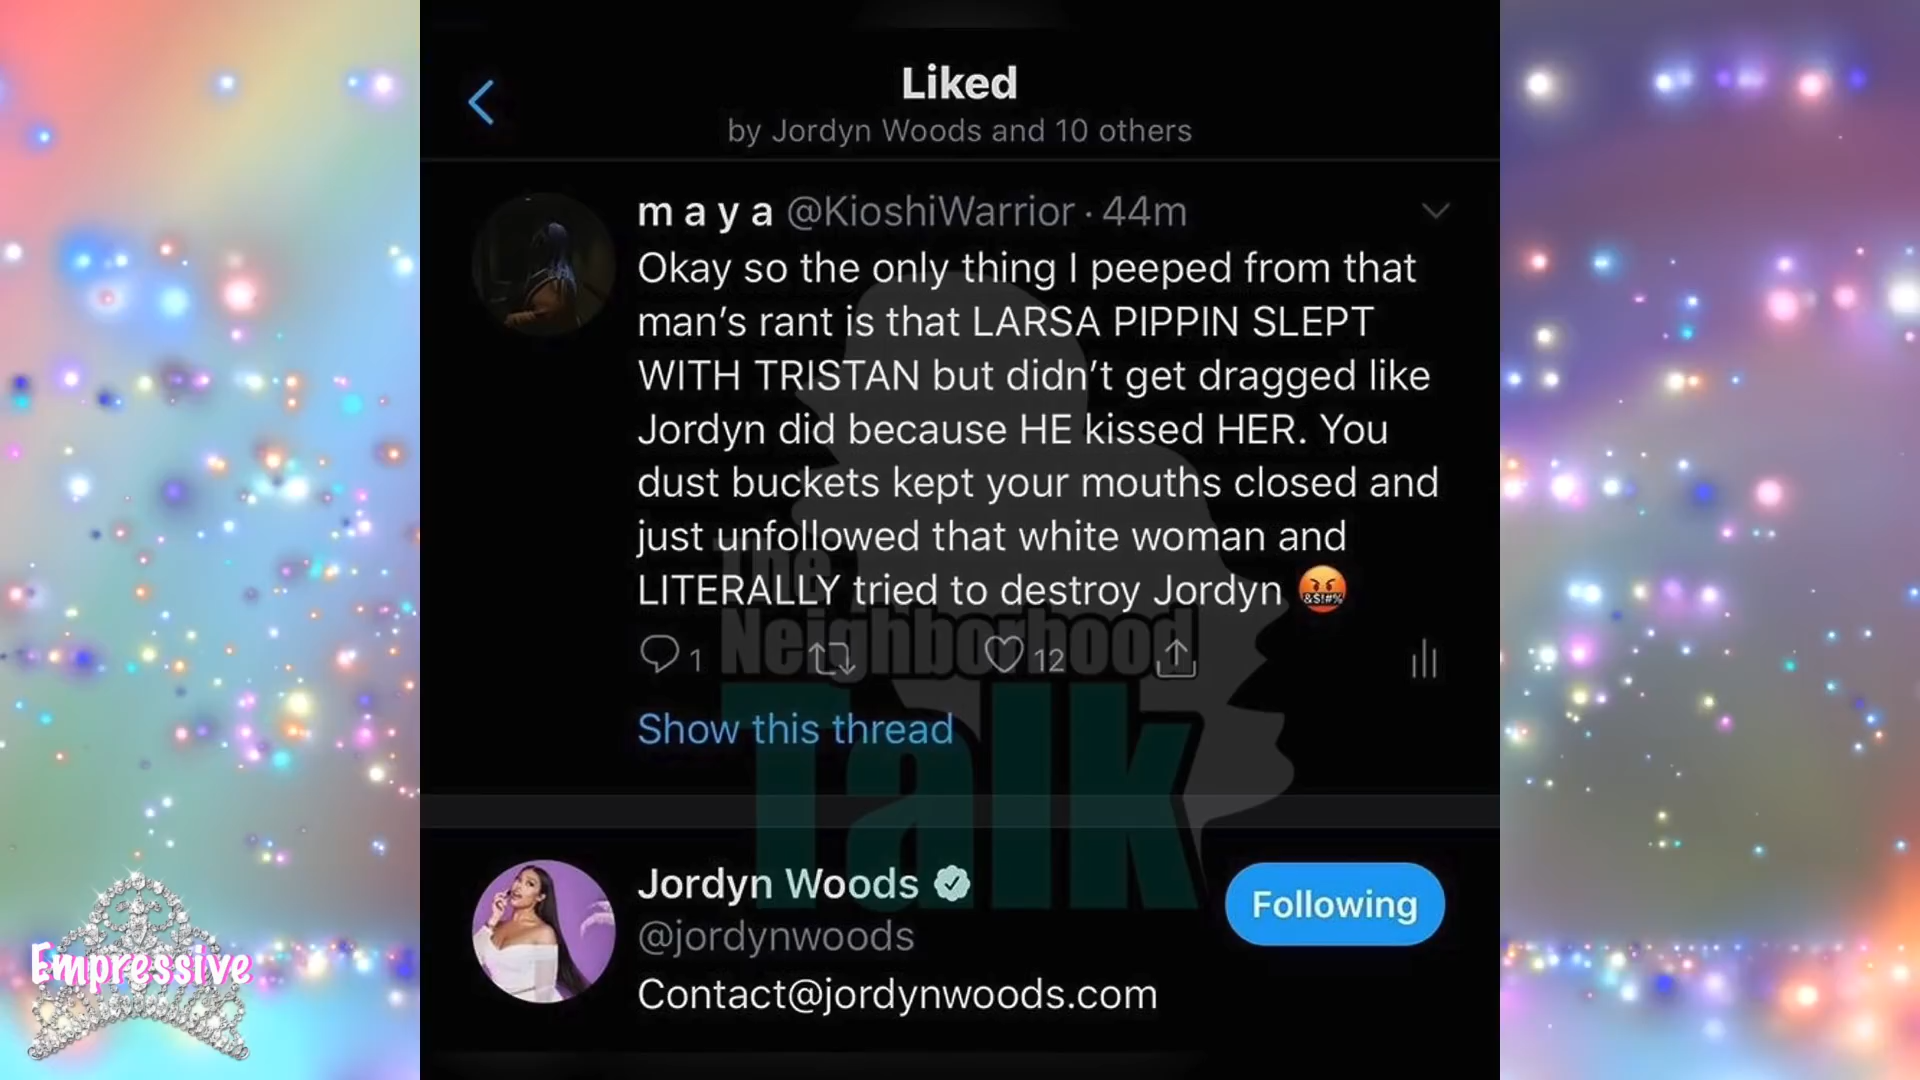 Liked
by Jordyn Woods and 10 others
m a y a @KioshiWarrior · 44m
Okay so the only thing I peeped from that
man's rant is that LARSA PIPPIN SLEPT
WITH TRISTAN but didn't get dragged like
Jordyn did because HE kissed HER. You
dust buckets kept your mouths closed and
just unfollowed that white woman and
LITERALLY tried to destroy Jordyn 🤬
1 12
Show this thread
The
Neighborhood
Talk
Jordyn Woods
Following
@jordynwoods
Contact@jordynwoods.com
Empressive